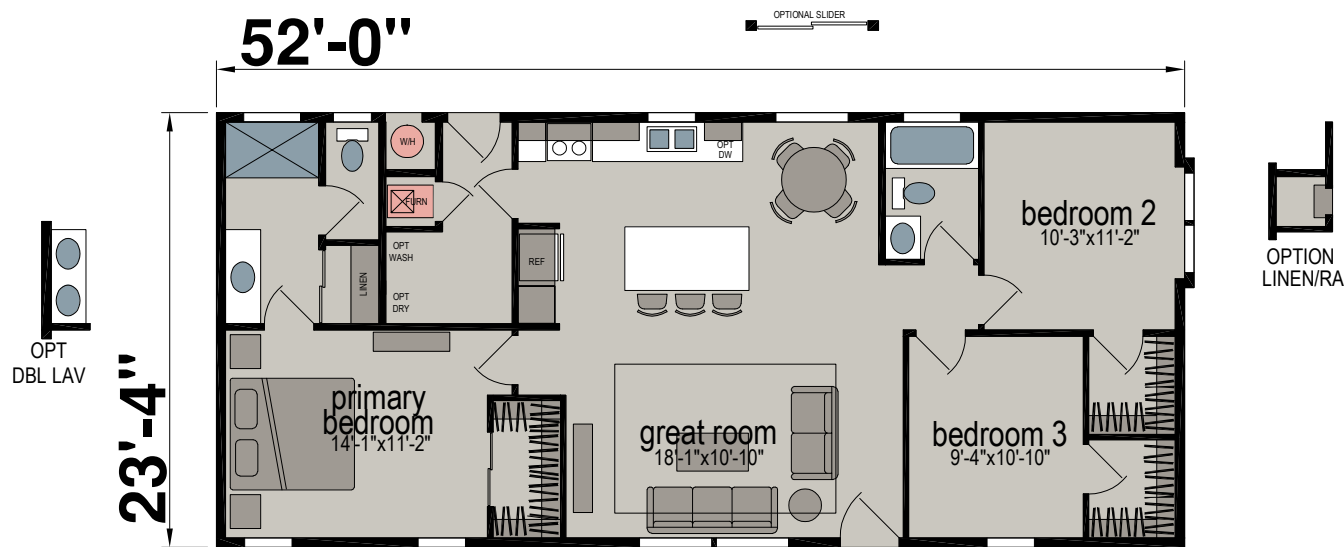 OPTIONAL SLIDER
52'-0"
W/H
FURN
OPT
DW
OPT
WASH
OPT
DRY
LINEN
REF
bedroom 2
10'-3"x11'-2"
OPTION
LINEN/RA
OPT
DBL LAV
23'-4"
primary
bedroom
14'-1"x11'-2"
great room
18'-1"x10'-10"
bedroom 3
9'-4"x10'-10"